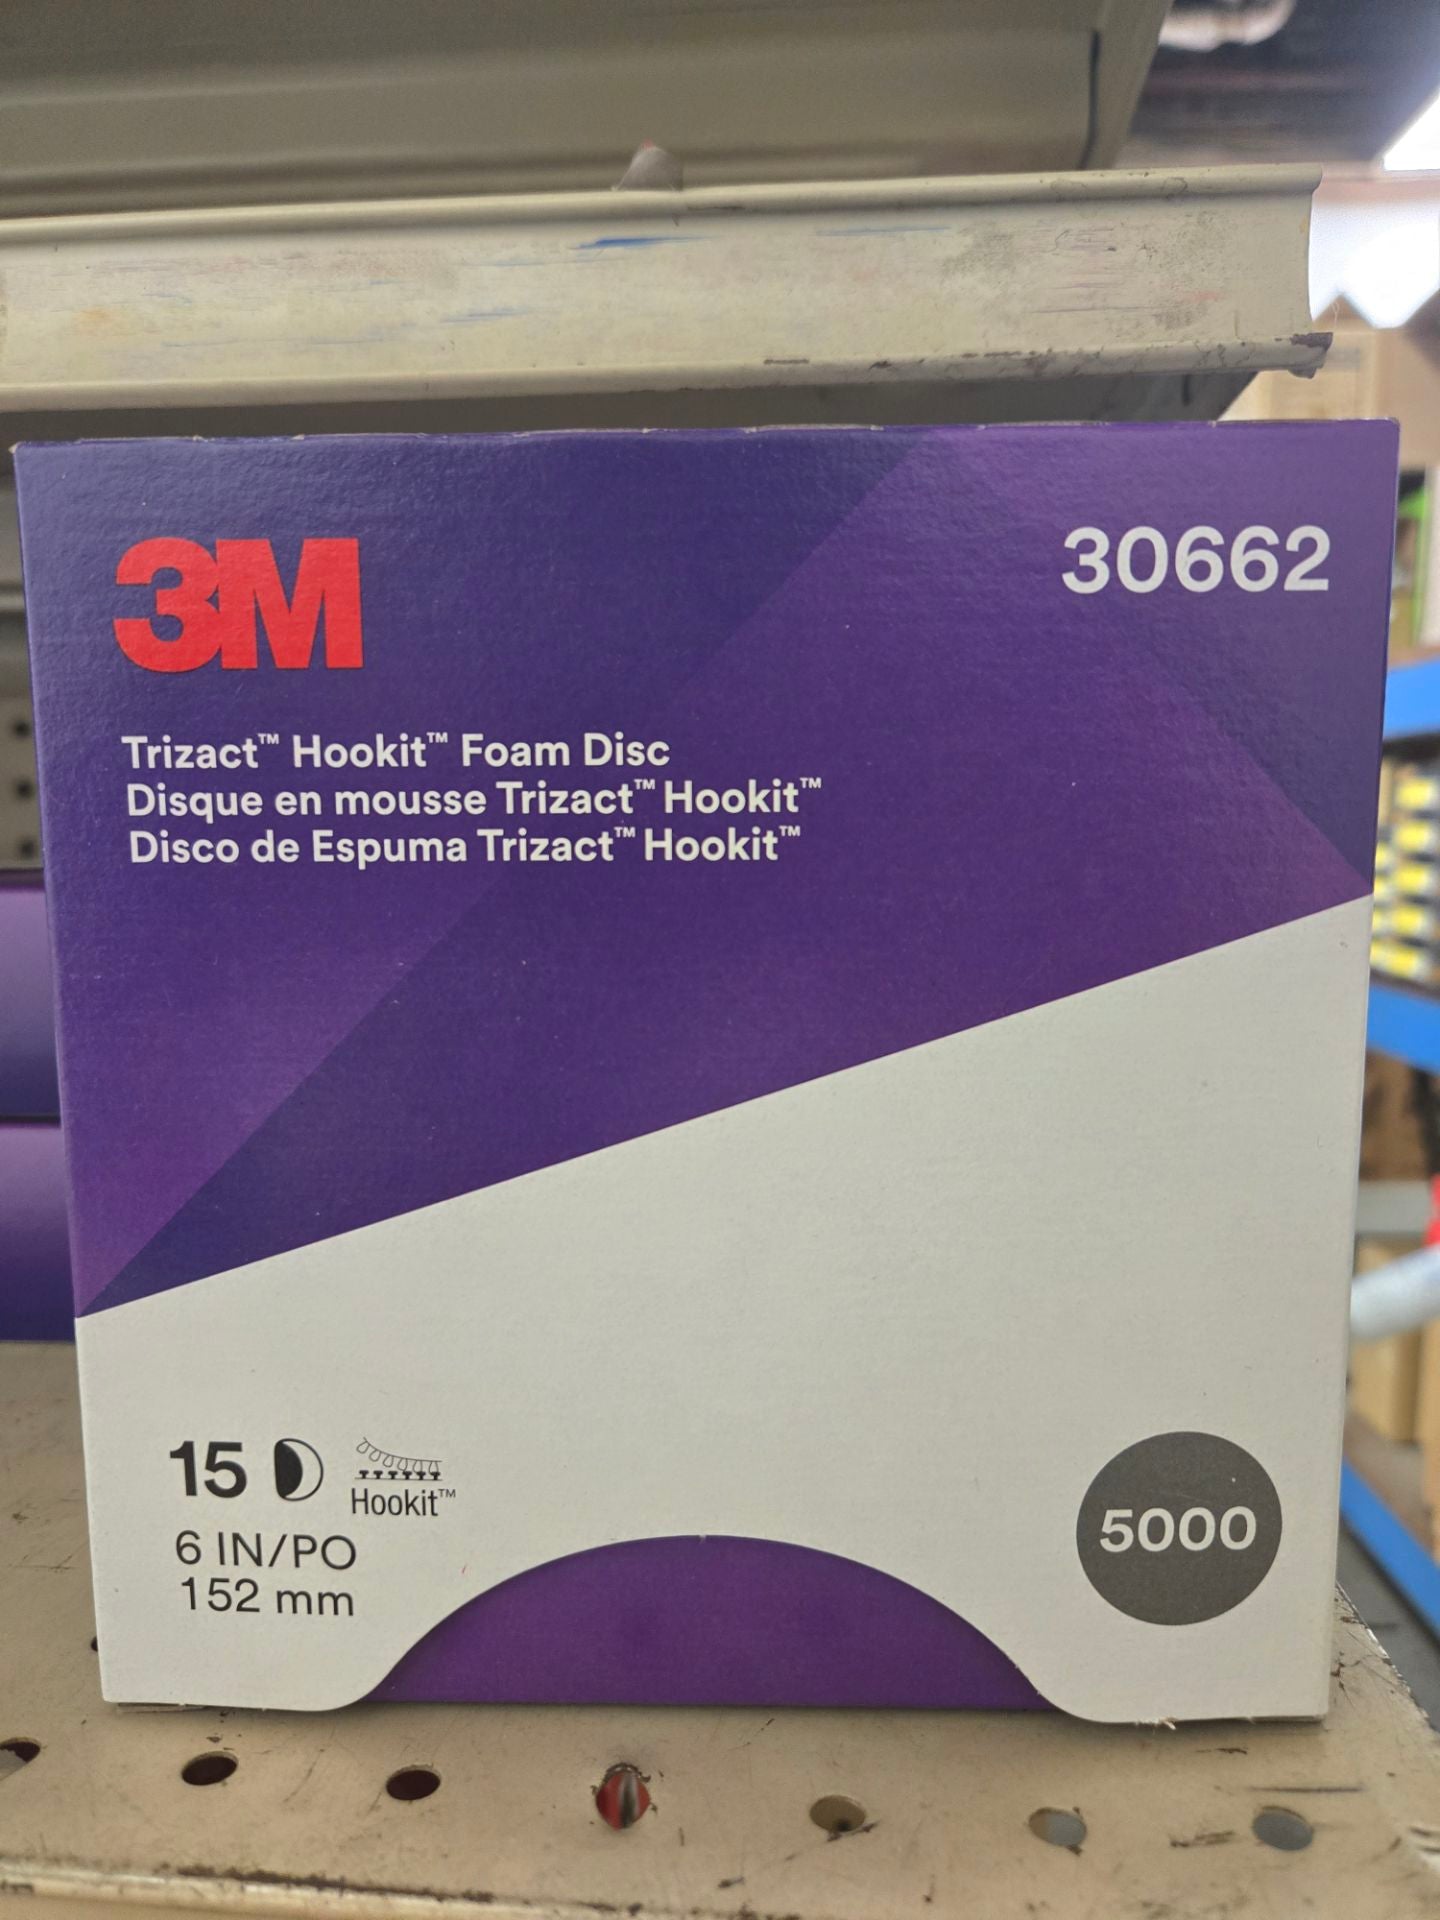 3M
30662
Trizact™ Hookit™ Foam Disc
Disque en mousse Trizact™ Hookit™
Disco de Espuma Trizact™ Hookit™
15
Hookit™
6 IN/PO
152 mm
5000